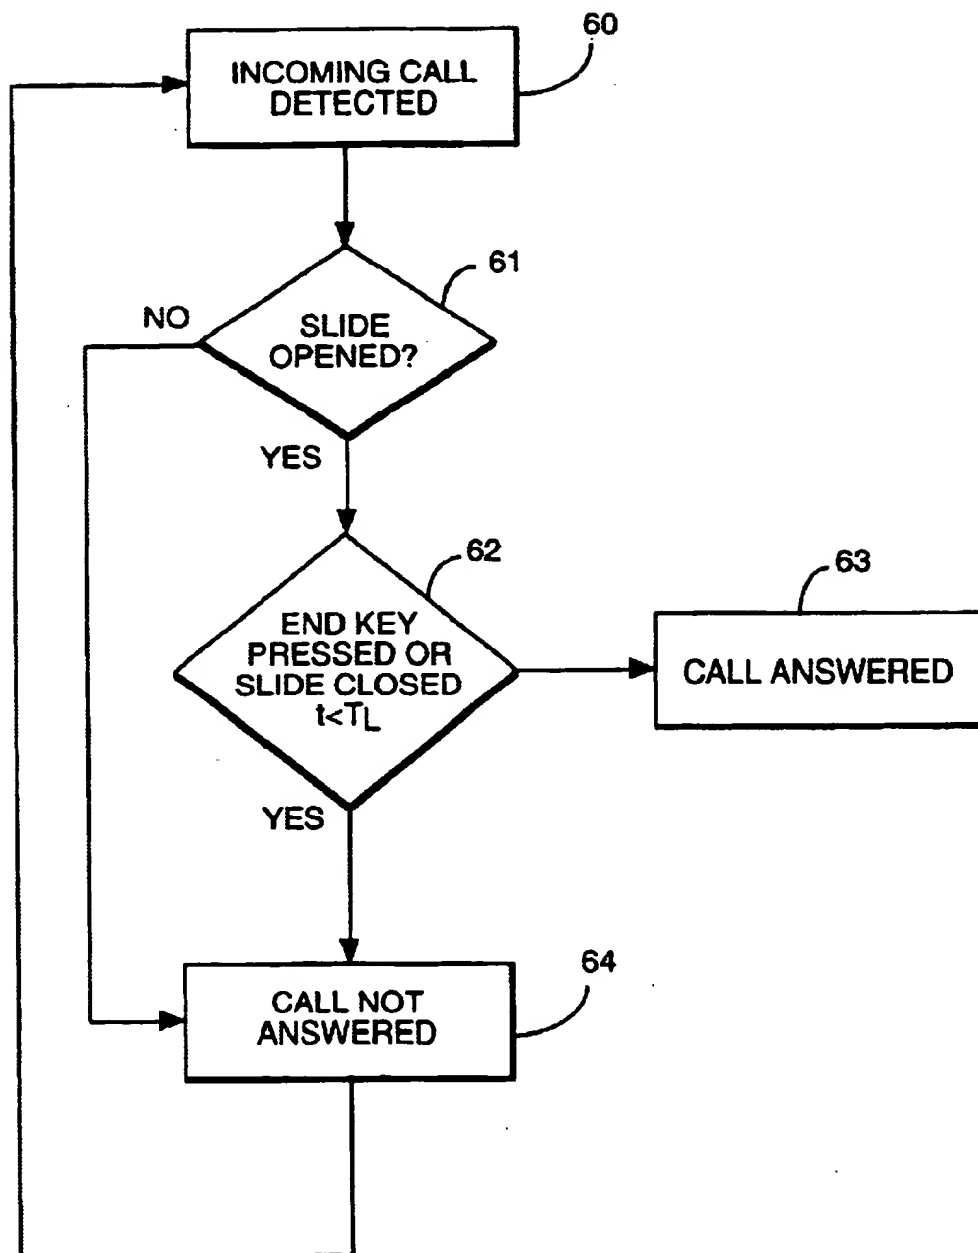 60
INCOMING CALL
DETECTED
61
NO
SLIDE
OPENED?
YES
62
63
END KEY
PRESSED OR
SLIDE CLOSED
t<TL
CALL ANSWERED
YES
64
CALL NOT
ANSWERED